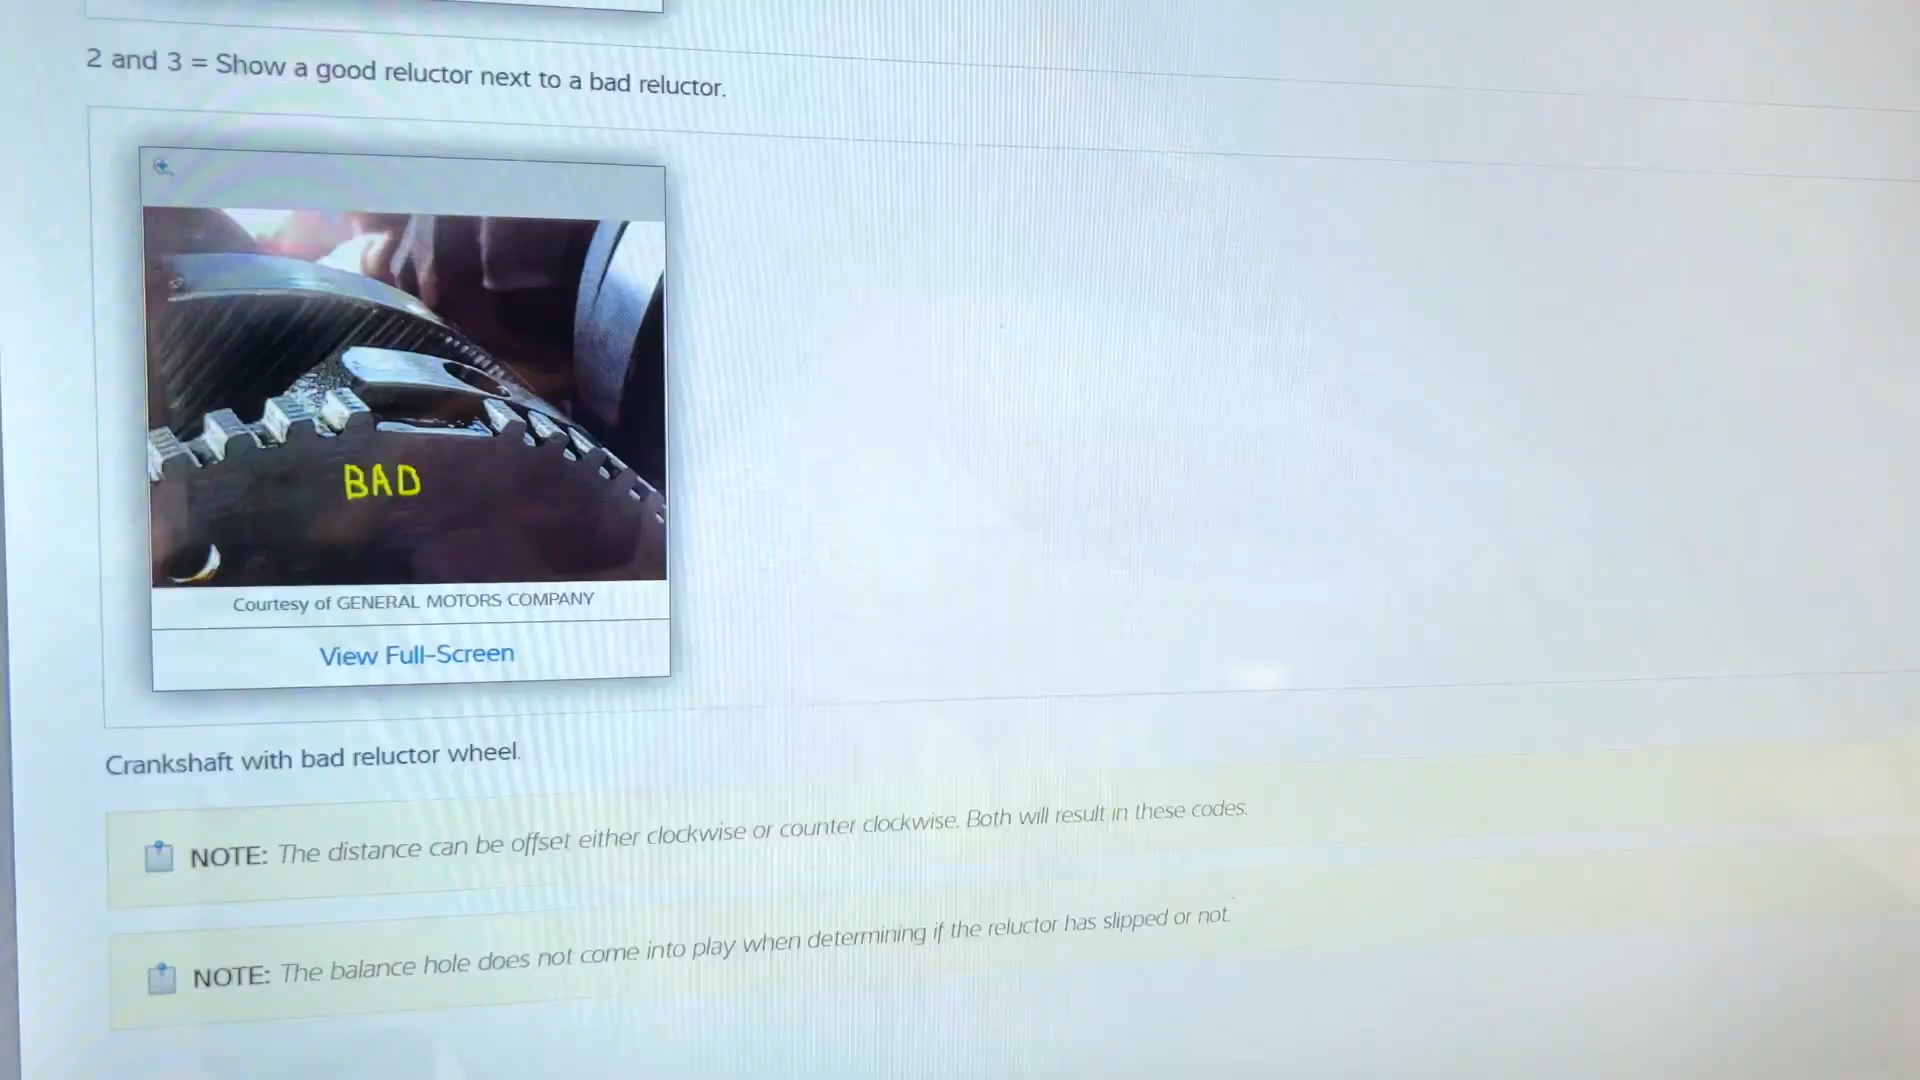 2 and 3 = Show a good reluctor next to a bad reluctor.
BAD
Courtesy of GENERAL MOTORS COMPANY
View Full-Screen
Crankshaft with bad reluctor wheel.
NOTE: The distance can be offset either clockwise or counter clockwise. Both will result in these codes.
NOTE: The balance hole does not come into play when determining if the reluctor has slipped or not.